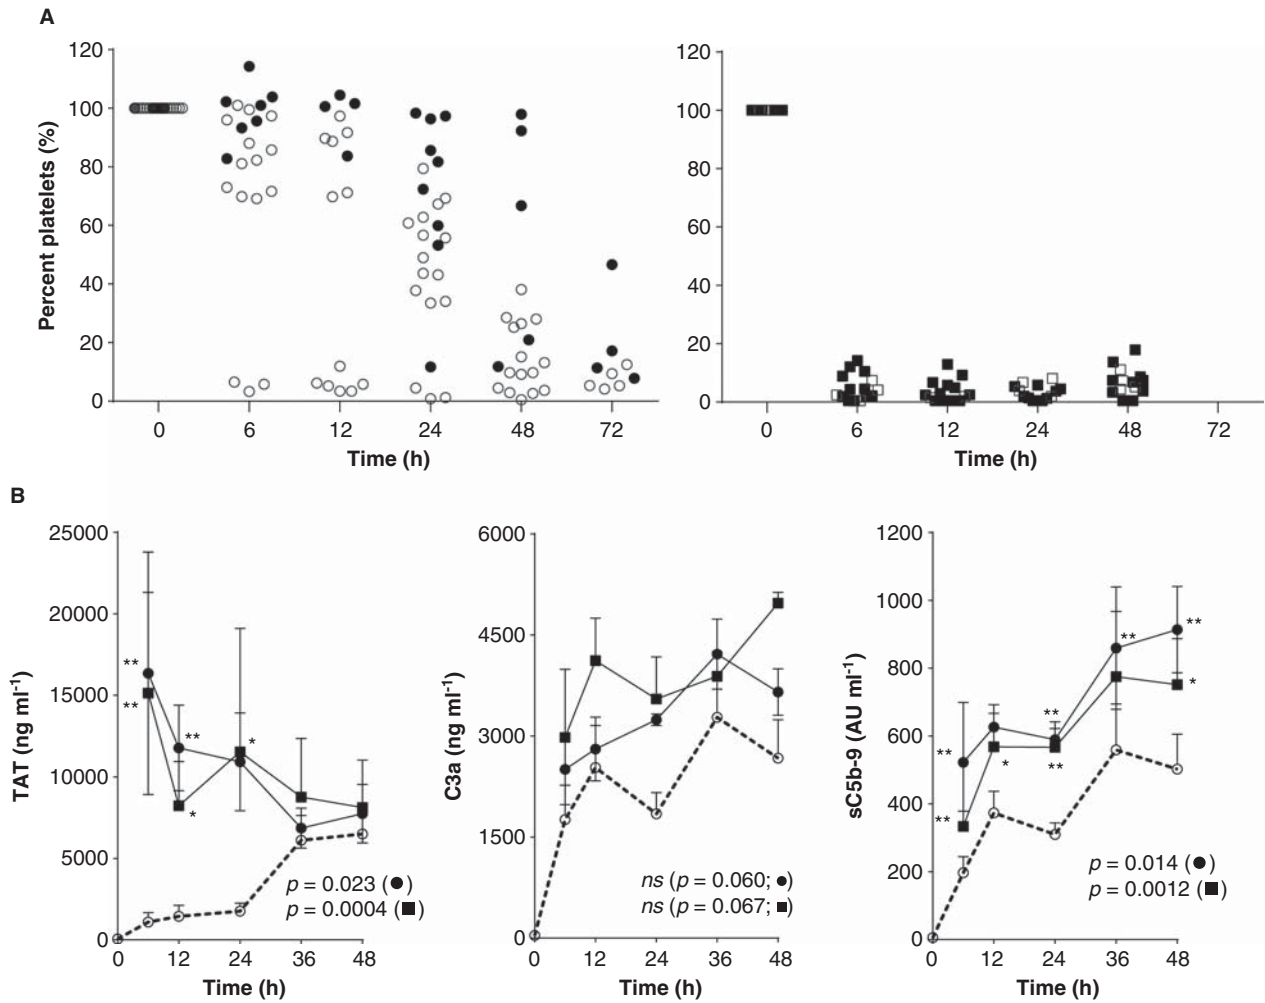 A
120
100
80
60
40
20
0
Percent platelets (%)
0 6 12 24 48 72
Time (h)
120
100
80
60
40
20
0
0 6 12 24 48 72
Time (h)
B
25000
20000
15000
10000
5000
0
TAT (ng ml⁻¹)
**
**
**
*
*
p = 0.023 (●)
p = 0.0004 (■)
0 12 24 36 48
Time (h)
6000
4500
3000
1500
0
C3a (ng ml⁻¹)
ns (p = 0.060; ●)
ns (p = 0.067; ■)
0 12 24 36 48
Time (h)
1200
1000
800
600
400
200
0
sC5b-9 (AU ml⁻¹)
**
**
*
**
**
**
**
*
p = 0.014 (●)
p = 0.0012 (■)
0 12 24 36 48
Time (h)